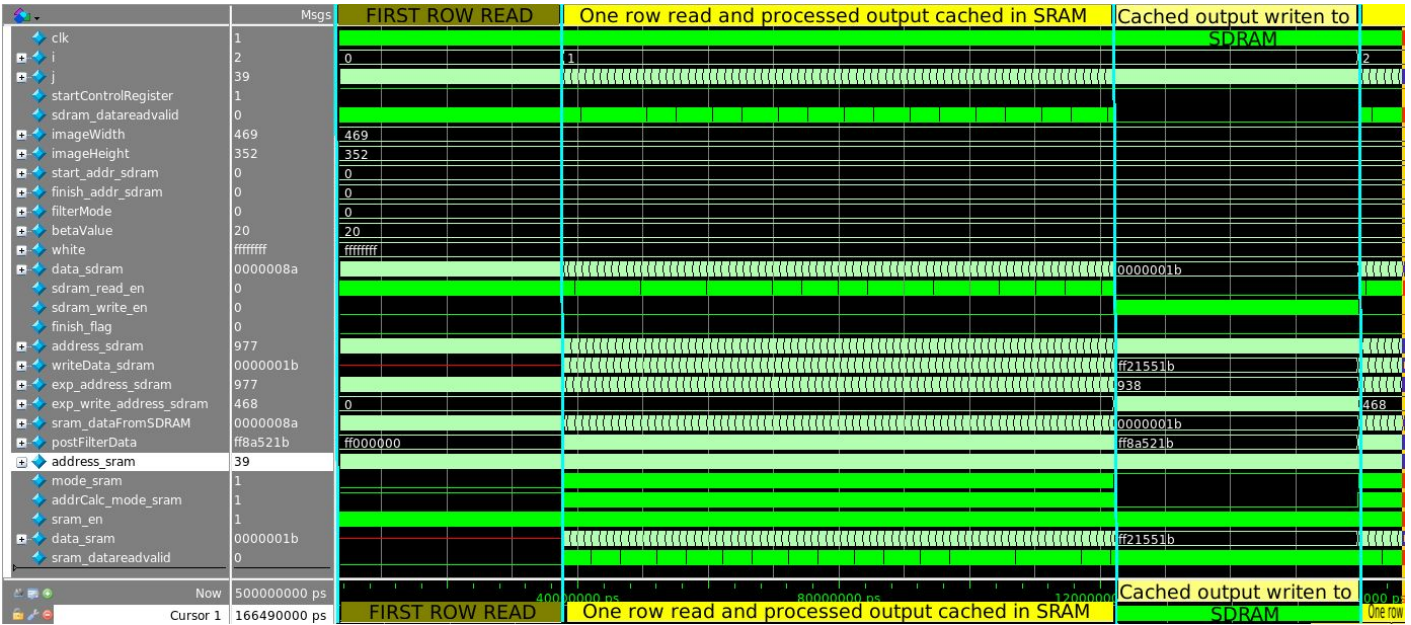 Msgs FIRST ROW READ One row read and processed output cached in SRAM Cached output writen to SDRAM
clk 1
i 2 0 1 2
j 39
startControlRegister 1
sdram_datareadvalid 0
imageWidth 469 469
imageHeight 352 352
start_addr_sdram 0 0
finish_addr_sdram 0 0
filterMode 0 0
betaValue 20 20
white ffffffff ffffffff
data_sdram 0000008a 0000001b
sdram_read_en 0
sdram_write_en 0
finish_flag 0
address_sdram 977
writeData_sdram 0000001b ff21551b
exp_address_sdram 977 938
exp_write_address_sdram 468 0 468
sram_dataFromSDRAM 0000008a 0000001b
postFilterData ff8a521b ff000000 ff8a521b
address_sram 39
mode_sram 1
addrCalc_mode_sram 1
sram_en 1
data_sram 0000001b ff21551b
sram_datareadvalid 0
Now 500000000 ps 80000000 ps
Cursor 1 166490000 ps FIRST ROW READ One row read and processed output cached in SRAM Cached output writen to SDRAM One row